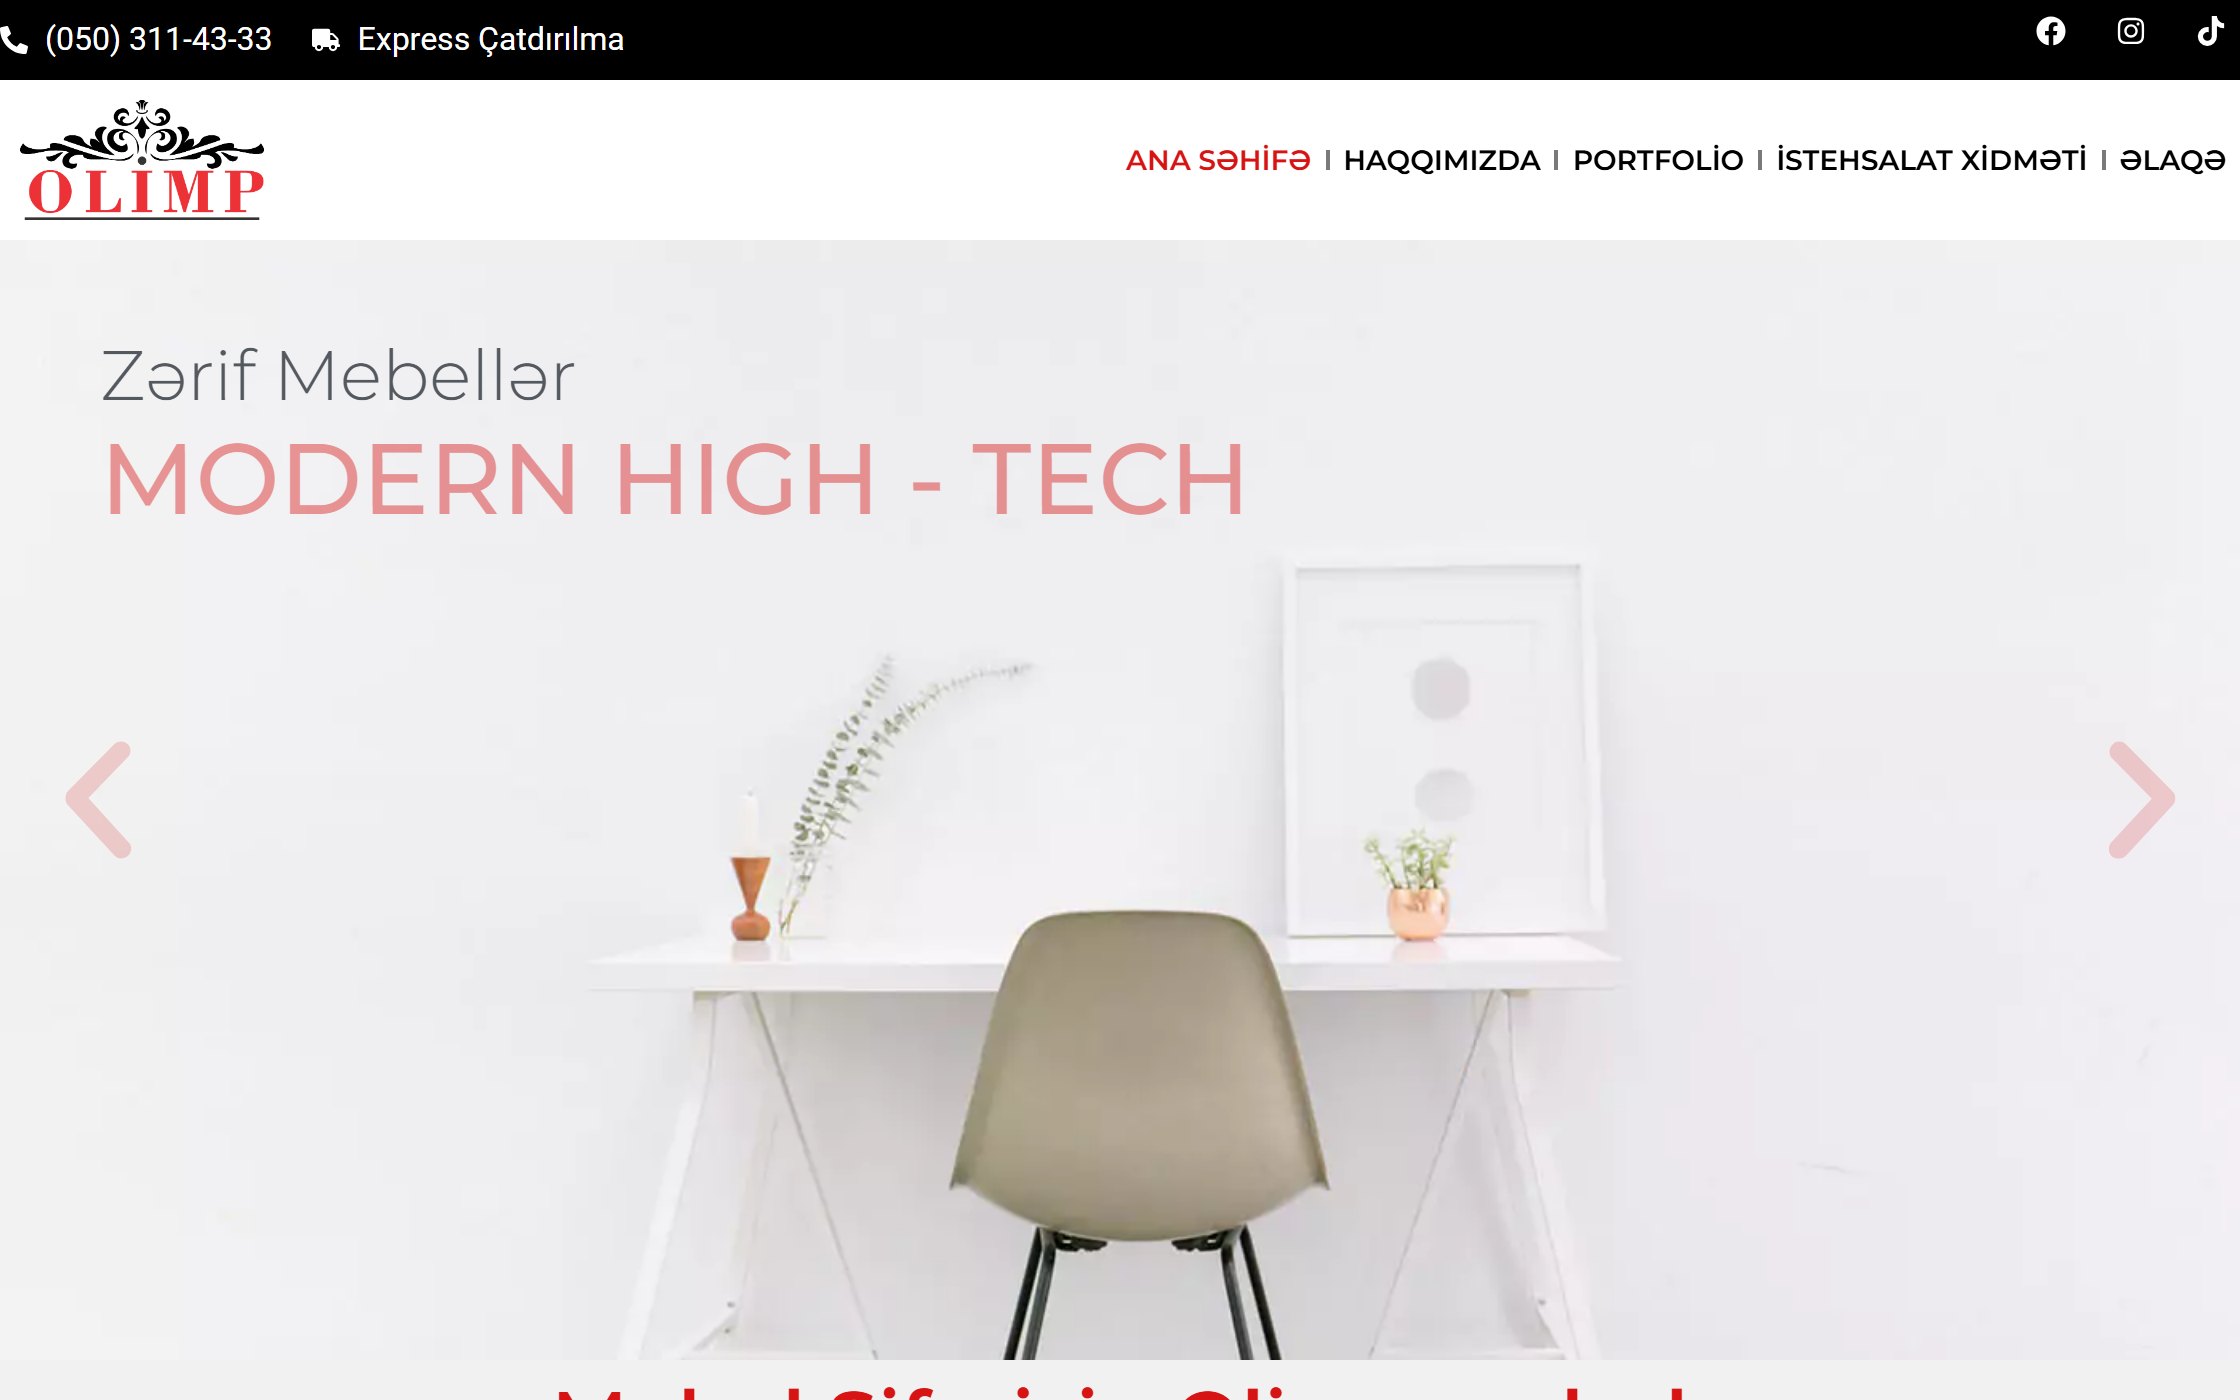 (050) 311-43-33
Express Çatdırılma
OLIMP
ANA SƏHİFƏ
HAQQIMIZDA
PORTFOLİO
İSTEHSALAT XİDMƏTİ
ƏLAQƏ
Zərif Mebellər
MODERN HIGH - TECH